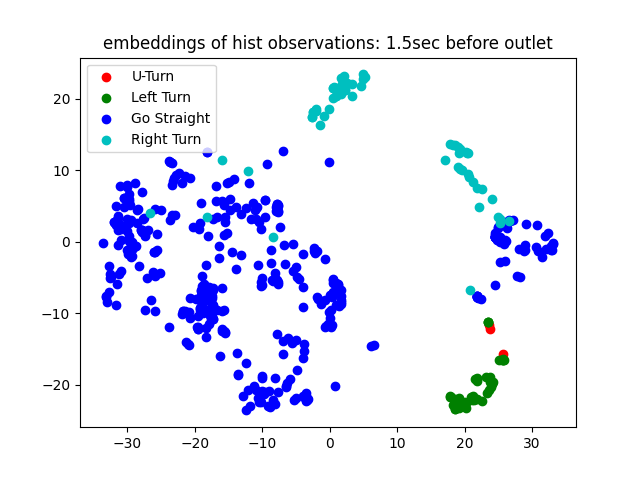 embeddings of hist observations: 1.5sec before outlet
U-Turn
Left Turn
Go Straight
Right Turn
20
10
0
−10
−20
−30 −20 −10 0 10 20 30